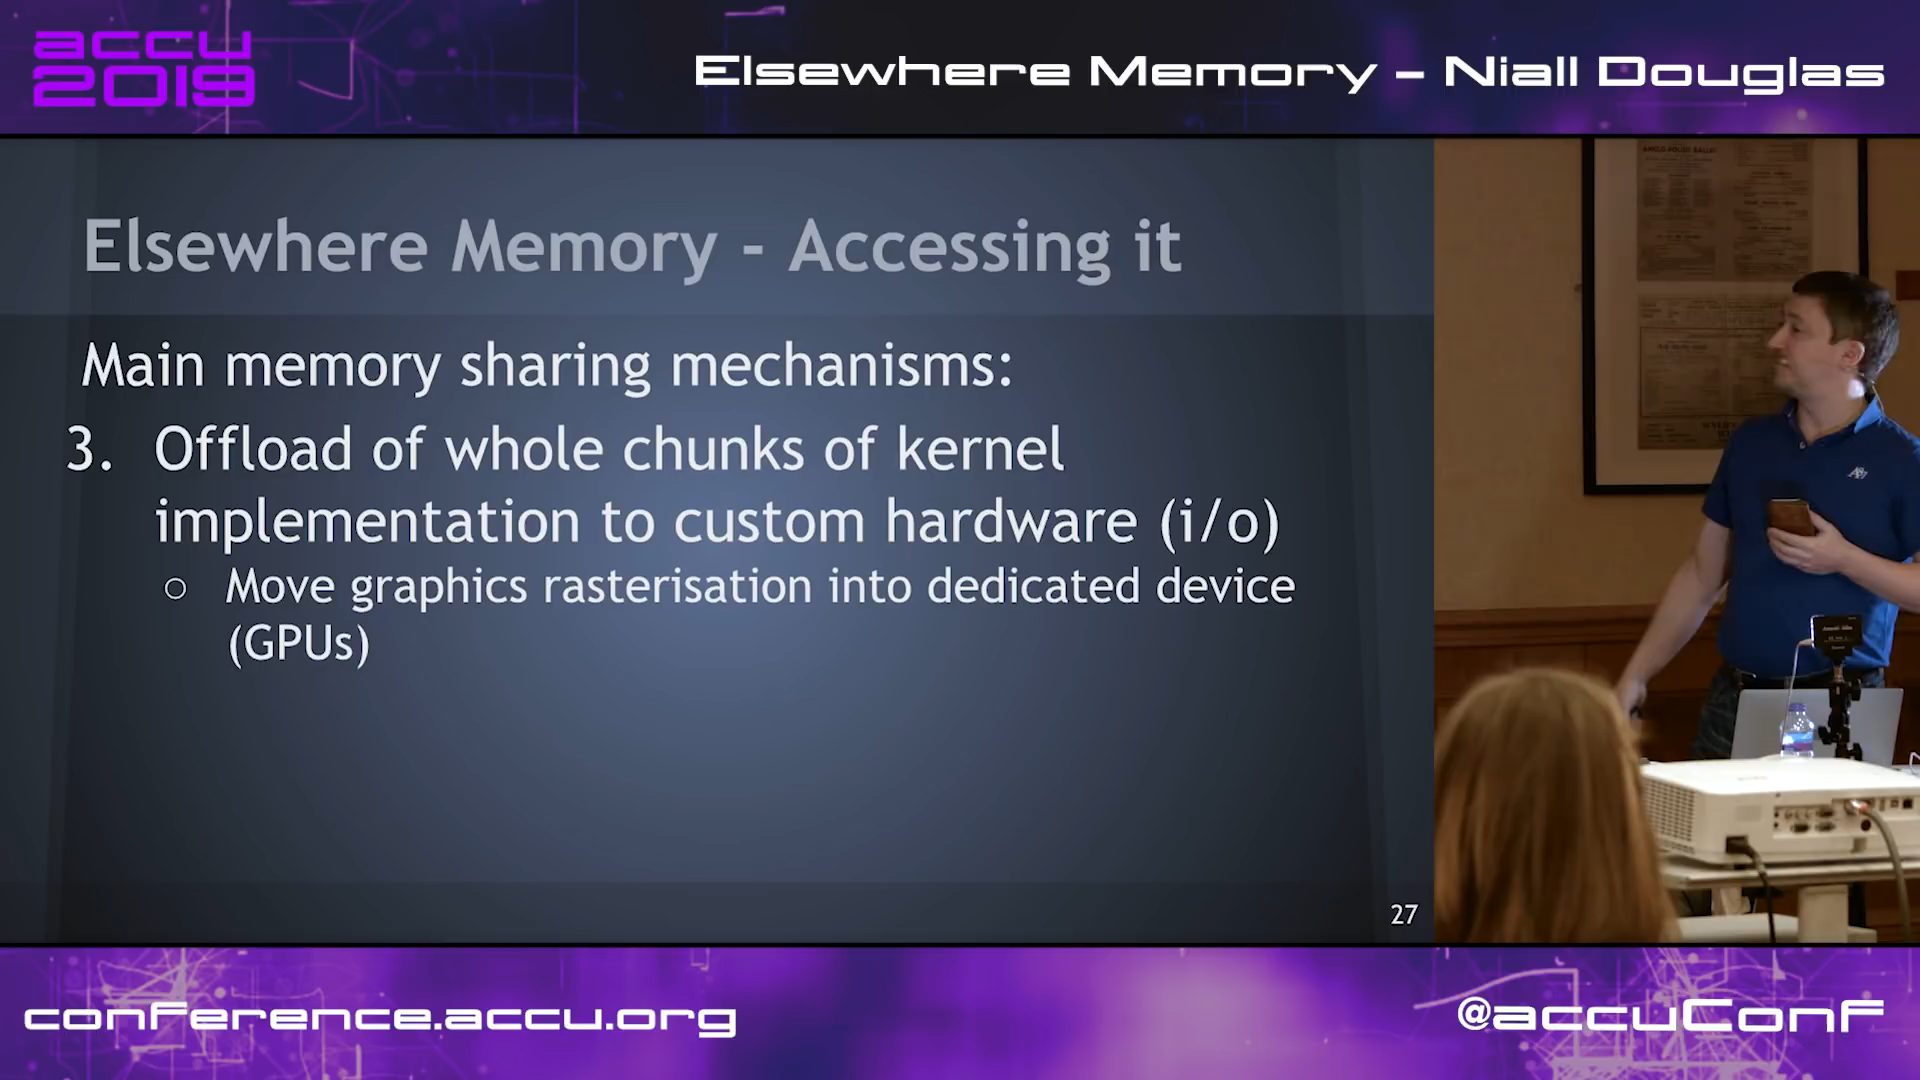 accu
2019
Elsewhere Memory – Niall Douglas
Elsewhere Memory - Accessing it
Main memory sharing mechanisms:
3. Offload of whole chunks of kernel
implementation to custom hardware (i/o)
○ Move graphics rasterisation into dedicated device
(GPUs)
27
conference.accu.org
@accuConf